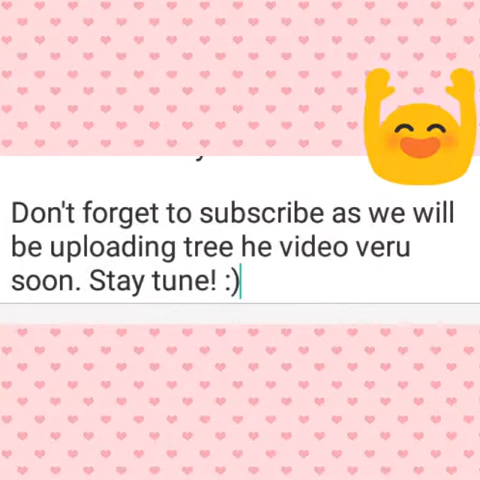 Don't forget to subscribe as we will
be uploading tree he video veru
soon. Stay tune! :)